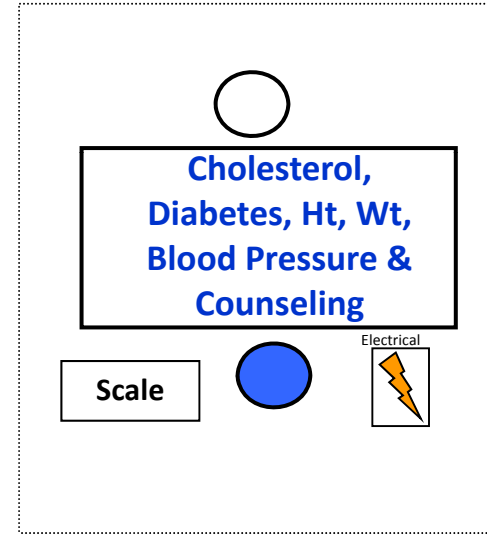 Cholesterol,
Diabetes, Ht, Wt,
Blood Pressure &
Counseling
Electrical
Scale